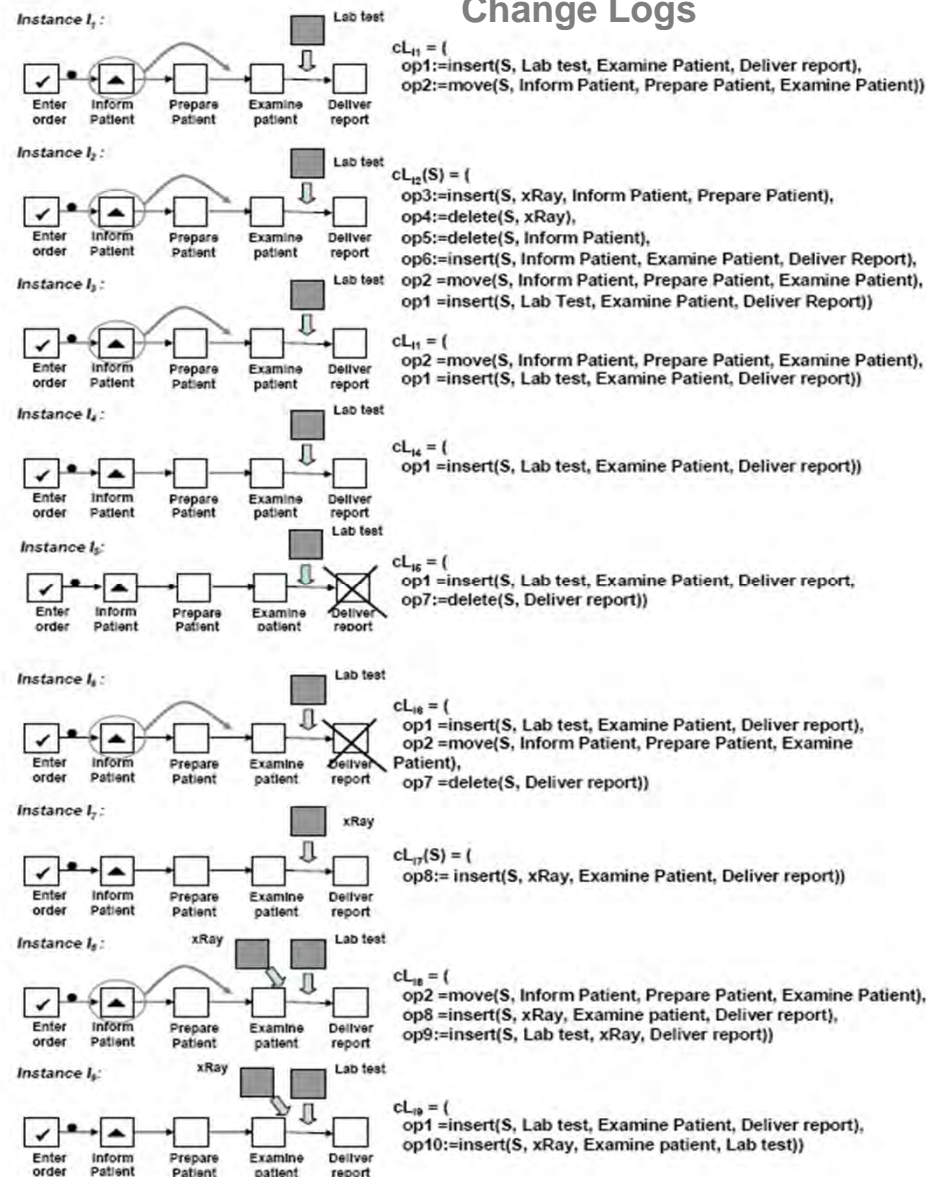 Change Logs
Instance I1:
Lab test
Enter order
Inform Patient
Prepare Patient
Examine patient
Deliver report
cLI1 = (
op1:=insert(S, Lab test, Examine Patient, Deliver report),
op2:=move(S, Inform Patient, Prepare Patient, Examine Patient))
Instance I2:
Lab test
Enter order
Inform Patient
Prepare Patient
Examine patient
Deliver report
cLI2(S) = (
op3:=insert(S, xRay, Inform Patient, Prepare Patient),
op4:=delete(S, xRay),
op5:=delete(S, Inform Patient),
op6:=insert(S, Inform Patient, Examine Patient, Deliver Report),
op2 =move(S, Inform Patient, Prepare Patient, Examine Patient),
op1 =insert(S, Lab Test, Examine Patient, Deliver Report))
Instance I3:
Lab test
Enter order
Inform Patient
Prepare Patient
Examine patient
Deliver report
cLI1 = (
op2 =move(S, Inform Patient, Prepare Patient, Examine Patient),
op1 =insert(S, Lab test, Examine Patient, Deliver report))
Instance I4:
Lab test
Enter order
Inform Patient
Prepare Patient
Examine patient
Deliver report
cLI4 = (
op1 =insert(S, Lab test, Examine Patient, Deliver report))
Instance I5:
Lab test
Enter order
Inform Patient
Prepare Patient
Examine patient
Deliver report
cLI5 = (
op1 =insert(S, Lab test, Examine Patient, Deliver report,
op7:=delete(S, Deliver report))
Instance I6:
Lab test
Enter order
Inform Patient
Prepare Patient
Examine patient
Deliver report
cLI6 = (
op1 =insert(S, Lab test, Examine Patient, Deliver report),
op2 =move(S, Inform Patient, Prepare Patient, Examine
Patient),
op7 =delete(S, Deliver report))
Instance I7:
xRay
Enter order
Inform Patient
Prepare Patient
Examine patient
Deliver report
cLI7(S) = (
op8:= insert(S, xRay, Examine Patient, Deliver report))
Instance I8:
xRay
Lab test
Enter order
Inform Patient
Prepare Patient
Examine patient
Deliver report
cLI8 = (
op2 =move(S, Inform Patient, Prepare Patient, Examine Patient),
op8 =insert(S, xRay, Examine patient, Deliver report),
op9:=insert(S, Lab test, xRay, Deliver report))
Instance I9:
xRay
Lab test
Enter order
Inform Patient
Prepare Patient
Examine patient
Deliver report
cLI9 = (
op1 =insert(S, Lab test, Examine Patient, Deliver report),
op10:=insert(S, xRay, Examine patient, Lab test))